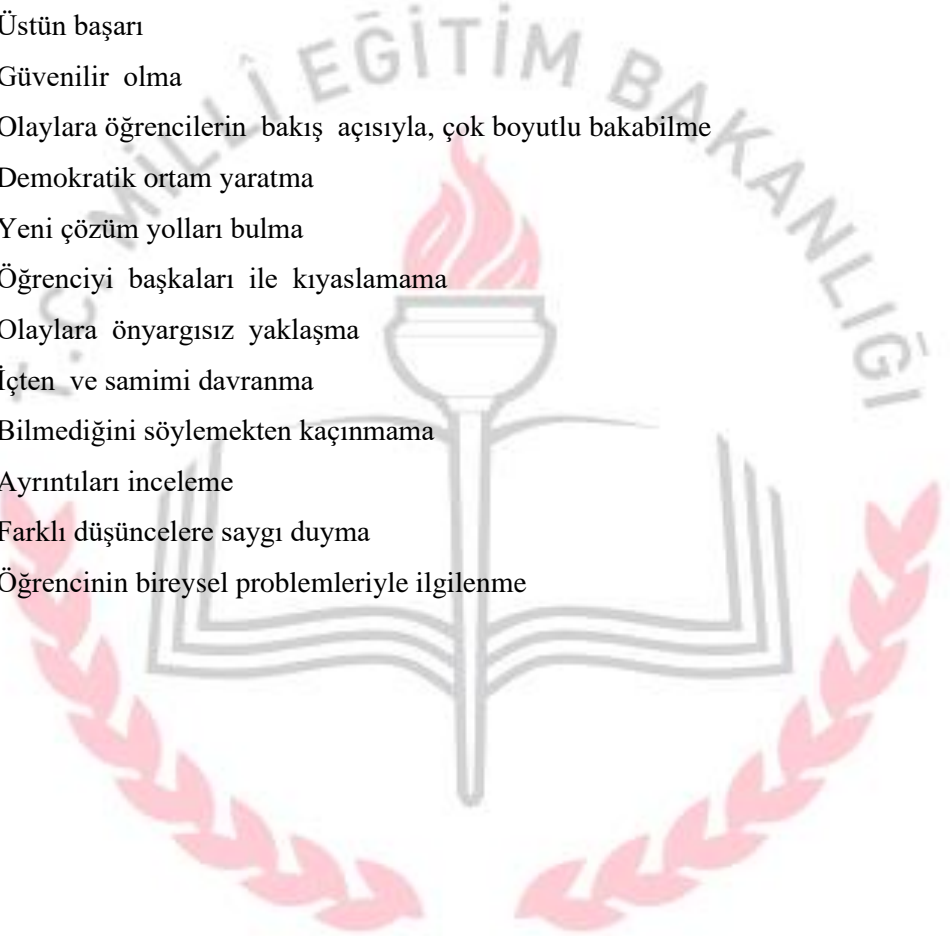 Üstün başarı
Güvenilir olma
Olaylara öğrencilerin bakış açısıyla, çok boyutlu bakabilme
Demokratik ortam yaratma
Yeni çözüm yolları bulma
Öğrenciyi başkaları ile kıyaslamama
Olaylara önyargısız yaklaşma
İçten ve samimi davranma
Bilmediğini söylemekten kaçınmama
Ayrıntıları inceleme
Farklı düşüncelere saygı duyma
Öğrencinin bireysel problemleriyle ilgilenme
T.C. MİLLÎ EĞİTİM BAKANLIĞI